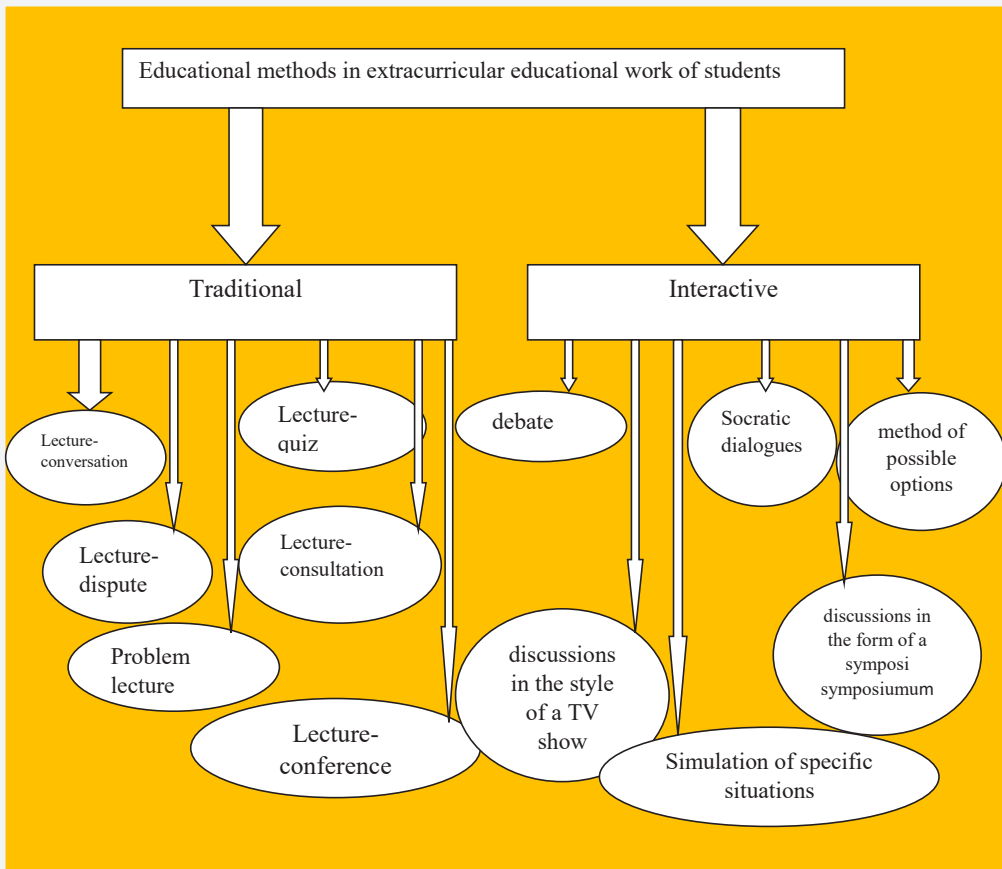 Educational methods in extracurricular educational work of students
Traditional
Interactive
Lecture-
conversation
Lecture-
dispute
Problem
lecture
Lecture-
quiz
Lecture-
consultation
Lecture-
conference
debate
discussions
in the style
of a TV
show
Simulation of specific
situations
Socratic
dialogues
discussions in
the form of a
symposi
symposiumum
method of
possible
options